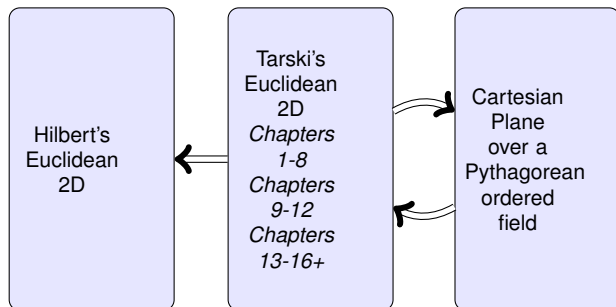 Hilbert's
Euclidean
2D
Tarski's
Euclidean
2D
Chapters
1-8
Chapters
9-12
Chapters
13-16+
Cartesian
Plane
over a
Pythagorean
ordered
field